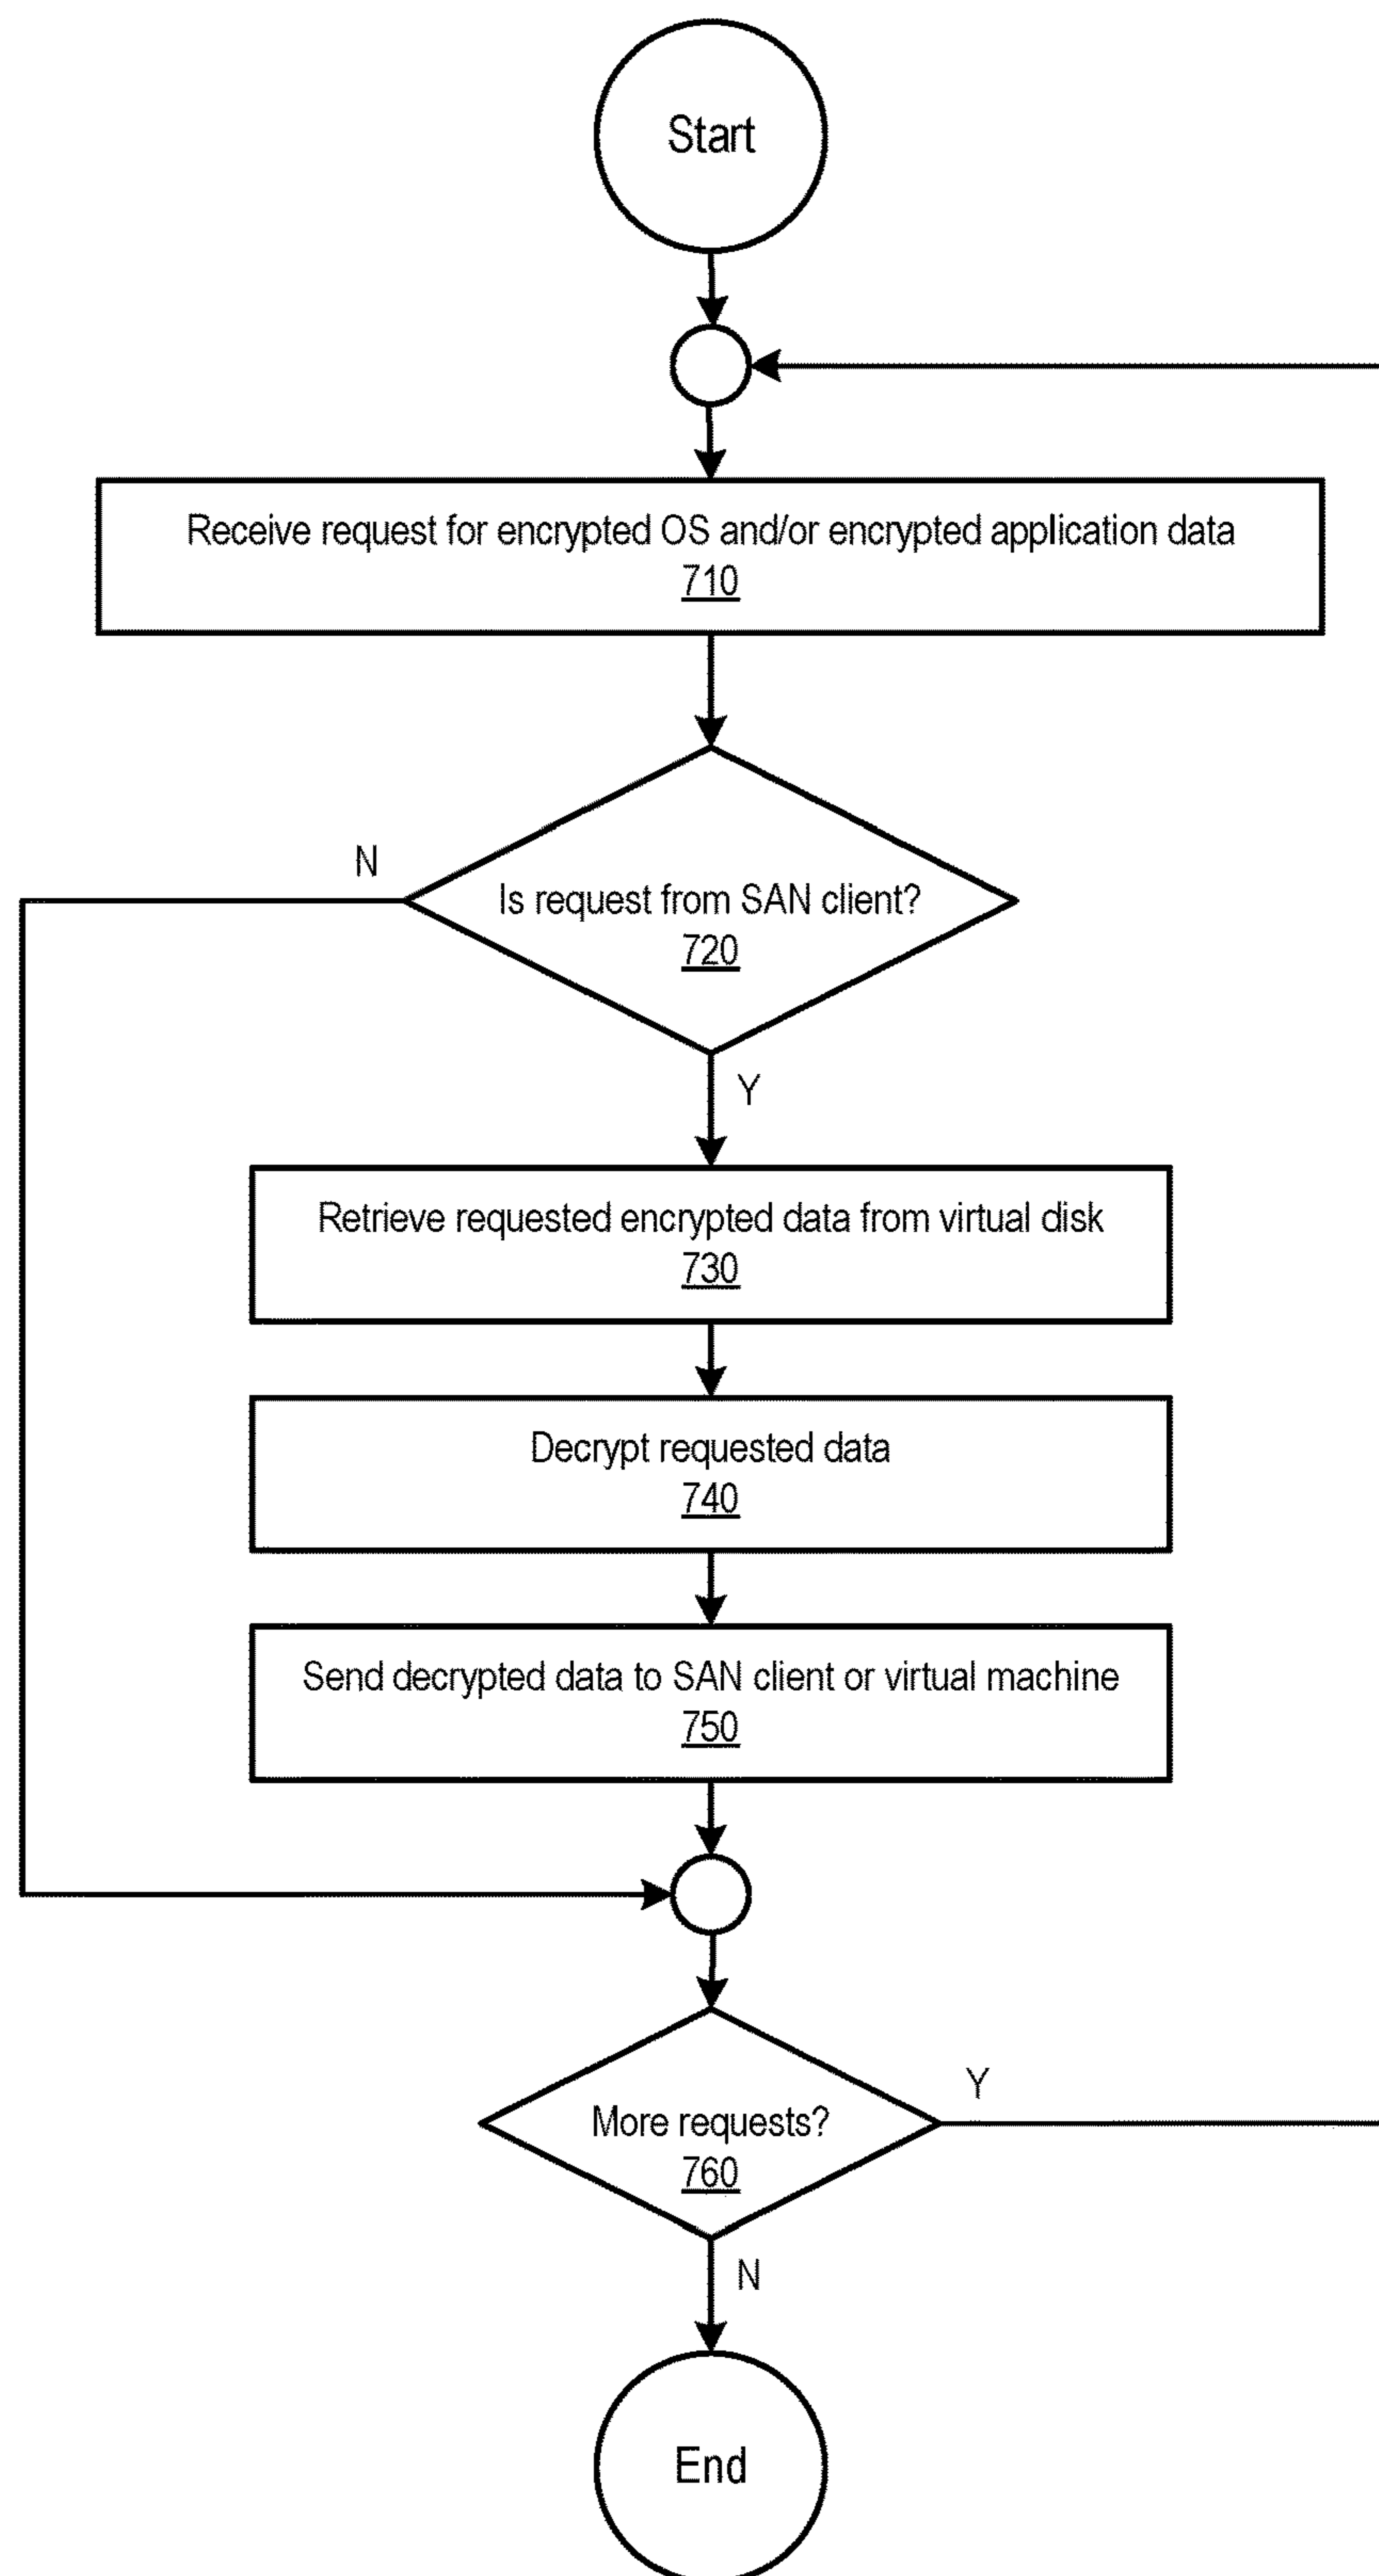 Start
Receive request for encrypted OS and/or encrypted application data
710
N
Is request from SAN client?
720
Y
Retrieve requested encrypted data from virtual disk
730
Decrypt requested data
740
Send decrypted data to SAN client or virtual machine
750
Y
More requests?
760
N
End